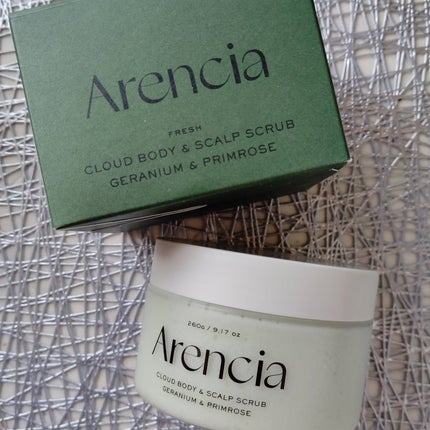 Arencia
FRESH
CLOUD BODY & SCALP SCRUB
GERANIUM & PRIMROSE
260g / 9.17 oz
Arencia
CLOUD BODY & SCALP SCRUB
GERANIUM & PRIMROSE